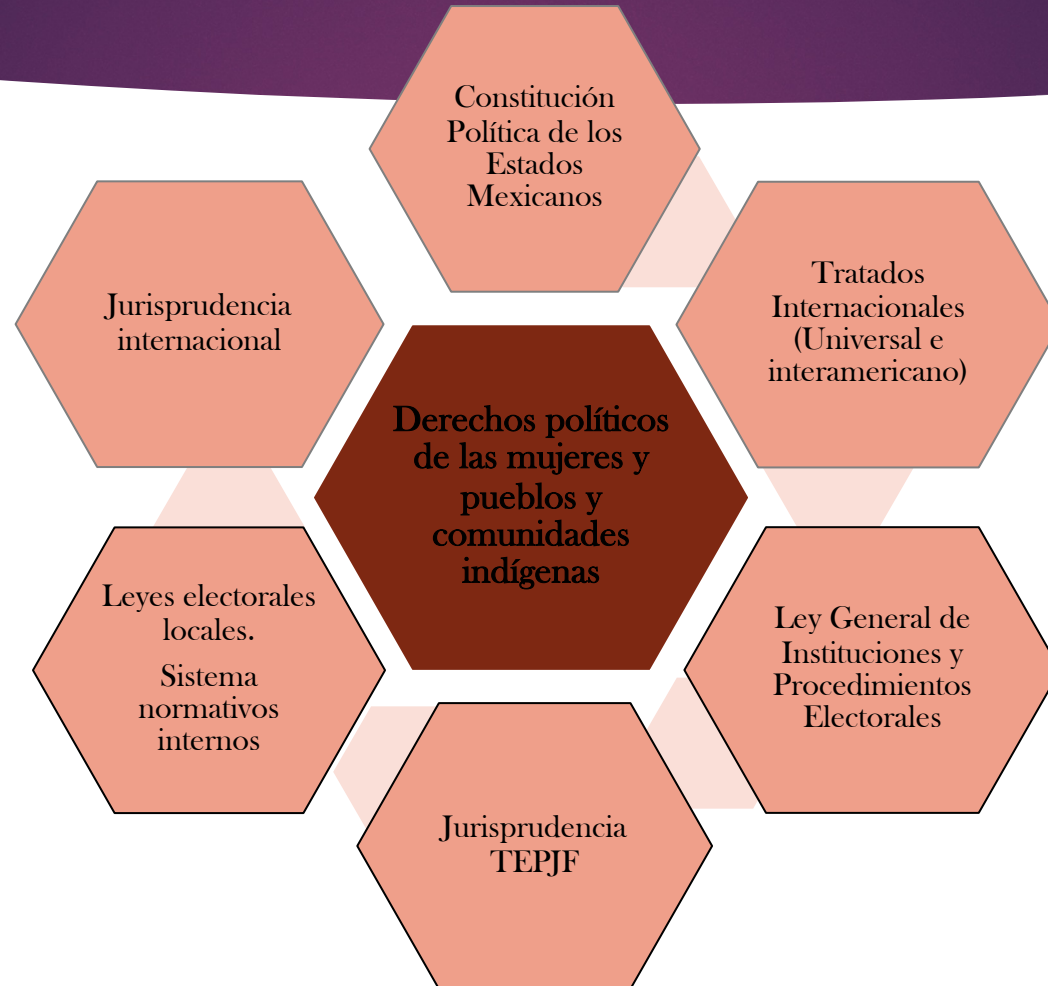 Constitución
Política de los
Estados
Mexicanos
Tratados
Internacionales
(Universal e
interamericano)
Jurisprudencia
internacional
Derechos políticos
de las mujeres y
pueblos y
comunidades
indígenas
Ley General de
Instituciones y
Procedimientos
Electorales
Leyes electorales
locales.
Sistema
normativos
internos
Jurisprudencia
TEPJF